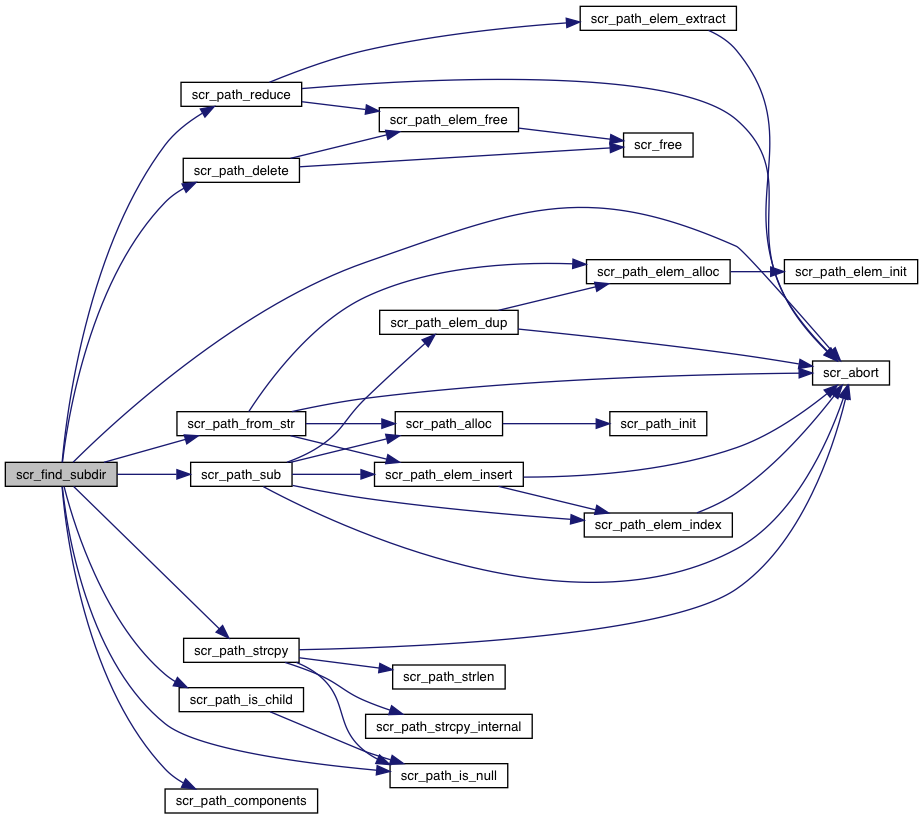 scr_path_elem_extract
scr_path_reduce
scr_path_elem_free
scr_free
scr_path_delete
scr_path_elem_alloc
scr_path_elem_init
scr_path_elem_dup
scr_abort
scr_path_from_str
scr_path_alloc
scr_path_init
scr_find_subdir
scr_path_sub
scr_path_elem_insert
scr_path_elem_index
scr_path_strcpy
scr_path_strlen
scr_path_is_child
scr_path_strcpy_internal
scr_path_is_null
scr_path_components